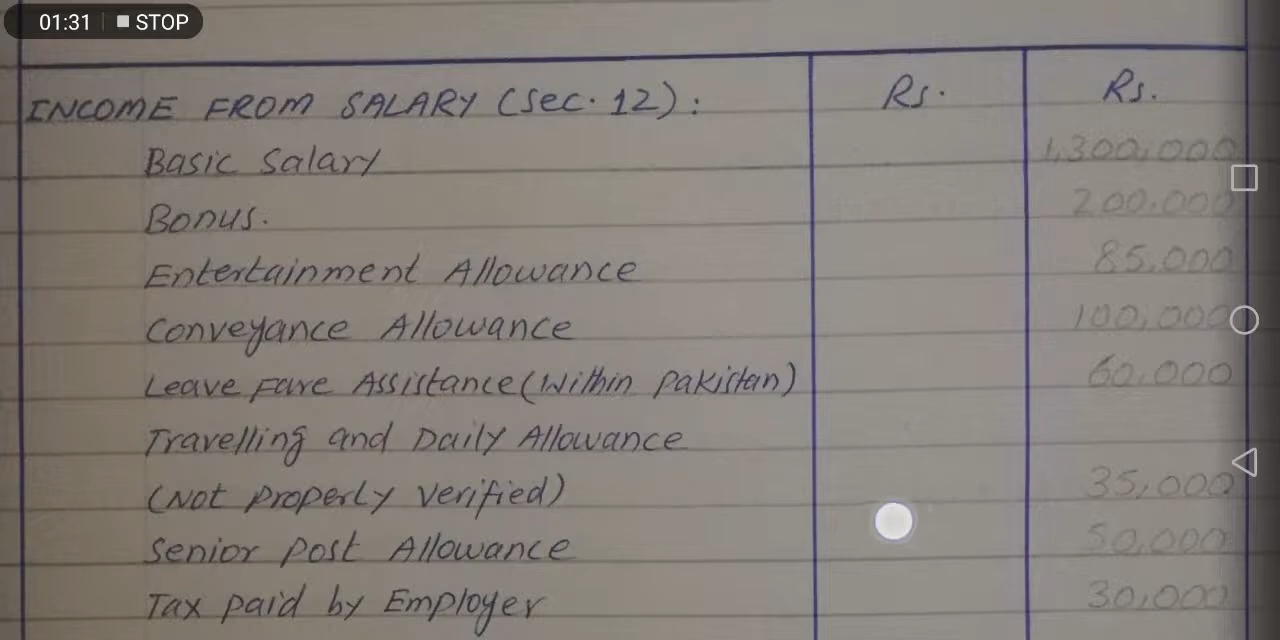 01:31 STOP
INCOME FROM SALARY (Sec. 12): Rs. Rs.
Basic Salary 1,300,000
Bonus. 200,000
Entertainment Allowance 85,000
Conveyance Allowance 100,000
Leave Fare Assistance (Within Pakistan) 60,000
Travelling and Daily Allowance
(Not Properly Verified) 35,000
Senior Post Allowance 50,000
Tax Paid by Employer 30,000